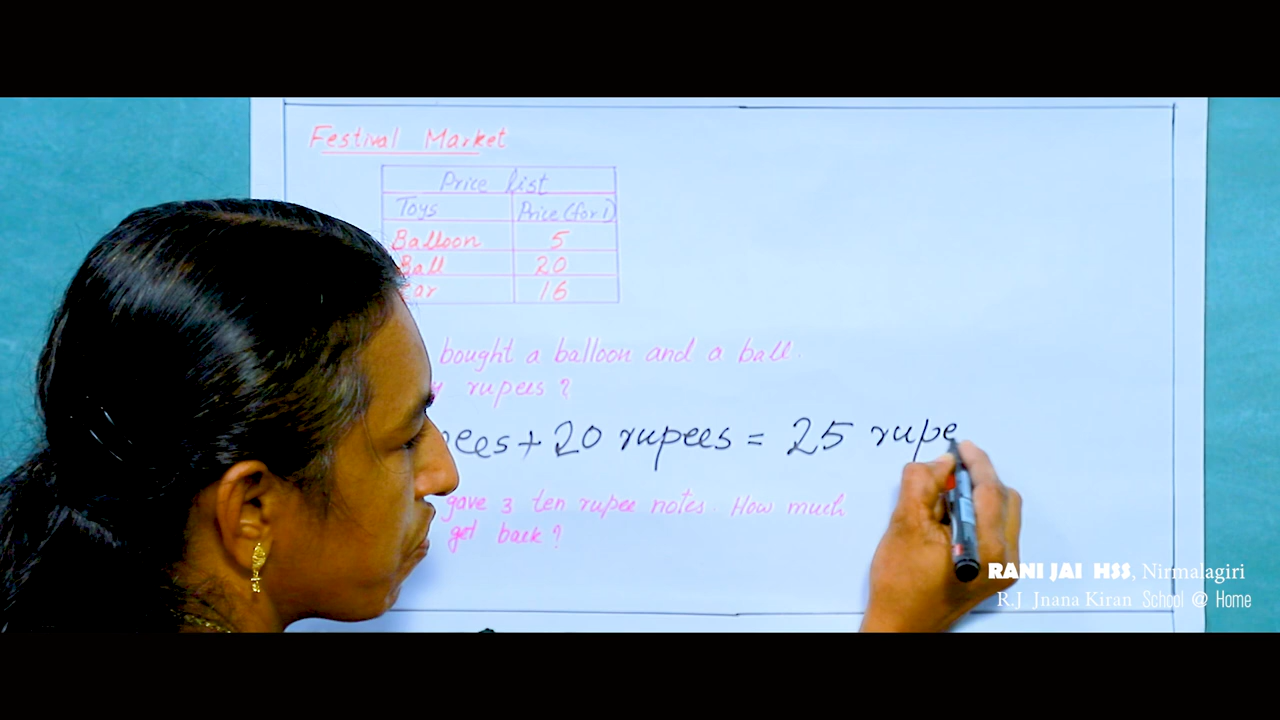 Festival Market
Price list
Toys Price (for 1)
Balloon 5
Ball 20
Car 16
bought a balloon and a ball.
rupees ?
+ 20 rupees = 25 rupe
gave 3 ten rupee notes. How much
get back ?
RANI JAI HSS, Nirmalagiri
R.J Jnana Kiran School @ Home